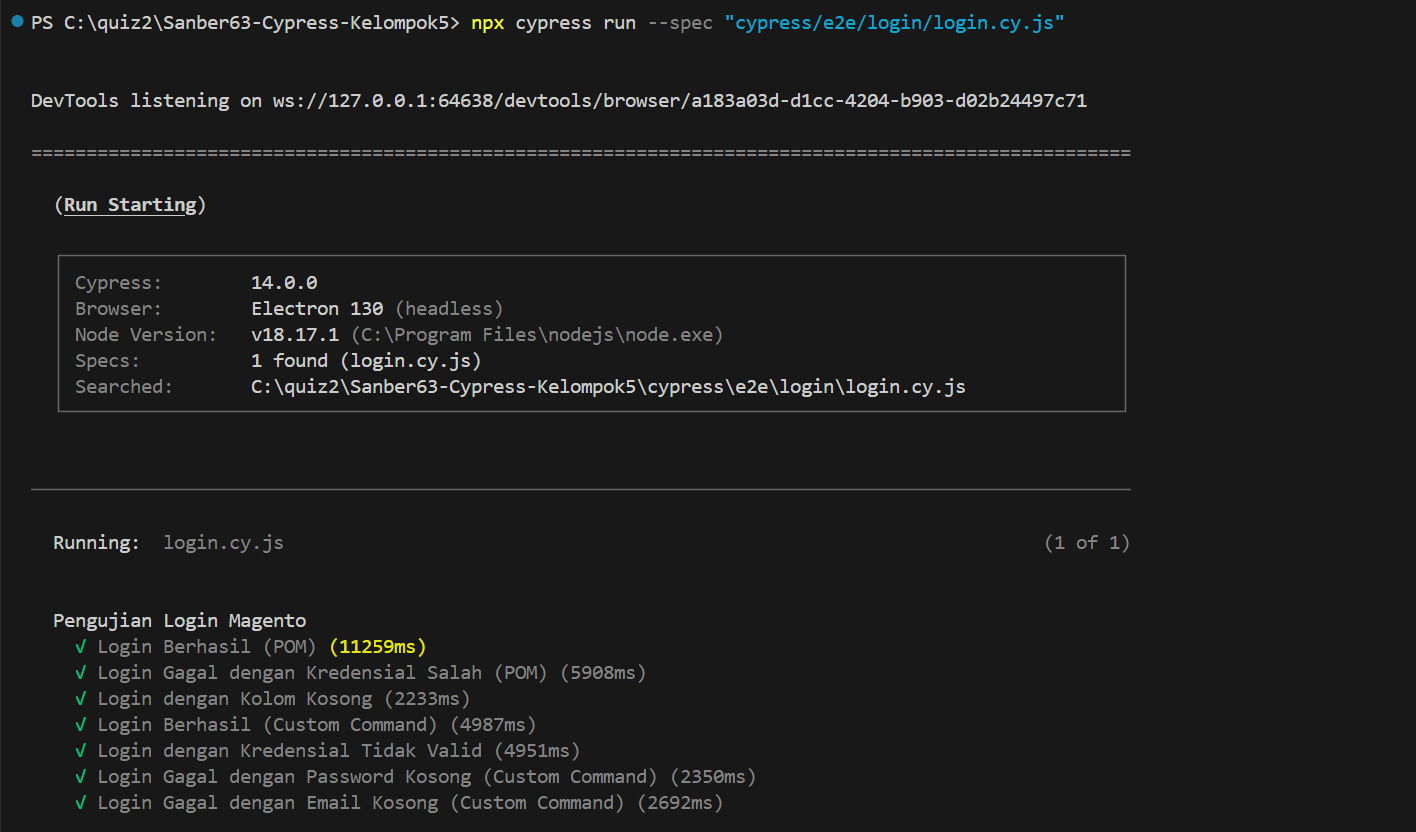 PS C:\quiz2\Sanber63-Cypress-Kelompok5> npx cypress run --spec "cypress/e2e/login/login.cy.js"
DevTools listening on ws://127.0.0.1:64638/devtools/browser/a183a03d-d1cc-4204-b903-d02b24497c71
====================================================================================================
(Run Starting)
Cypress: 14.0.0
Browser: Electron 130 (headless)
Node Version: v18.17.1 (C:\Program Files\nodejs\node.exe)
Specs: 1 found (login.cy.js)
Searched: C:\quiz2\Sanber63-Cypress-Kelompok5\cypress\e2e\login\login.cy.js
Running: login.cy.js (1 of 1)
Pengujian Login Magento
√ Login Berhasil (POM) (11259ms)
√ Login Gagal dengan Kredensial Salah (POM) (5908ms)
√ Login dengan Kolom Kosong (2233ms)
√ Login Berhasil (Custom Command) (4987ms)
√ Login dengan Kredensial Tidak Valid (4951ms)
√ Login Gagal dengan Password Kosong (Custom Command) (2350ms)
√ Login Gagal dengan Email Kosong (Custom Command) (2692ms)